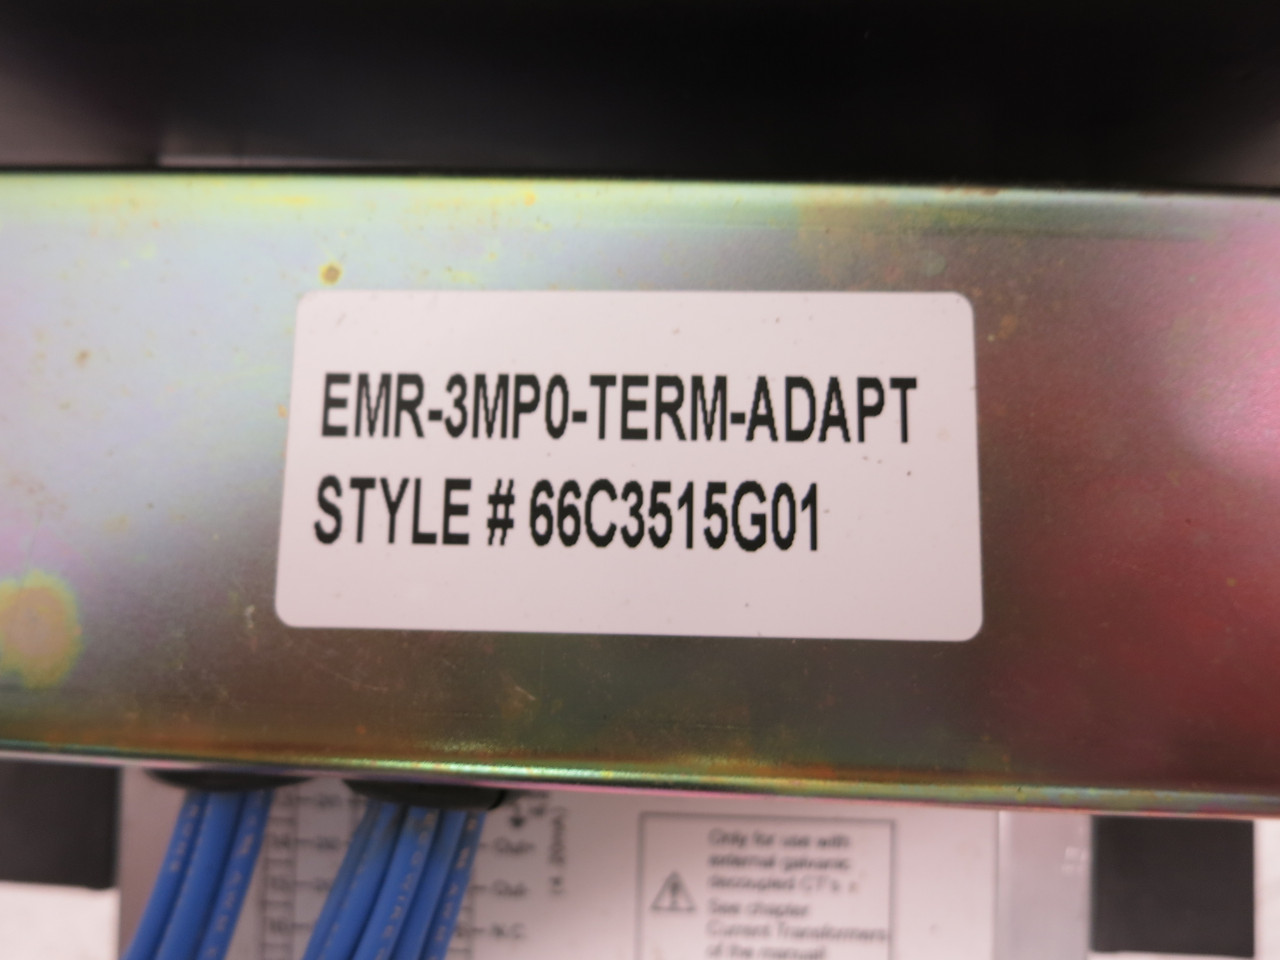 EMR-3MP0-TERM-ADAPT
STYLE # 66C3515G01
Only for use with
external galvanic
decoupled CT's
See chapter
Current Transformers
of the manual!
N.C.